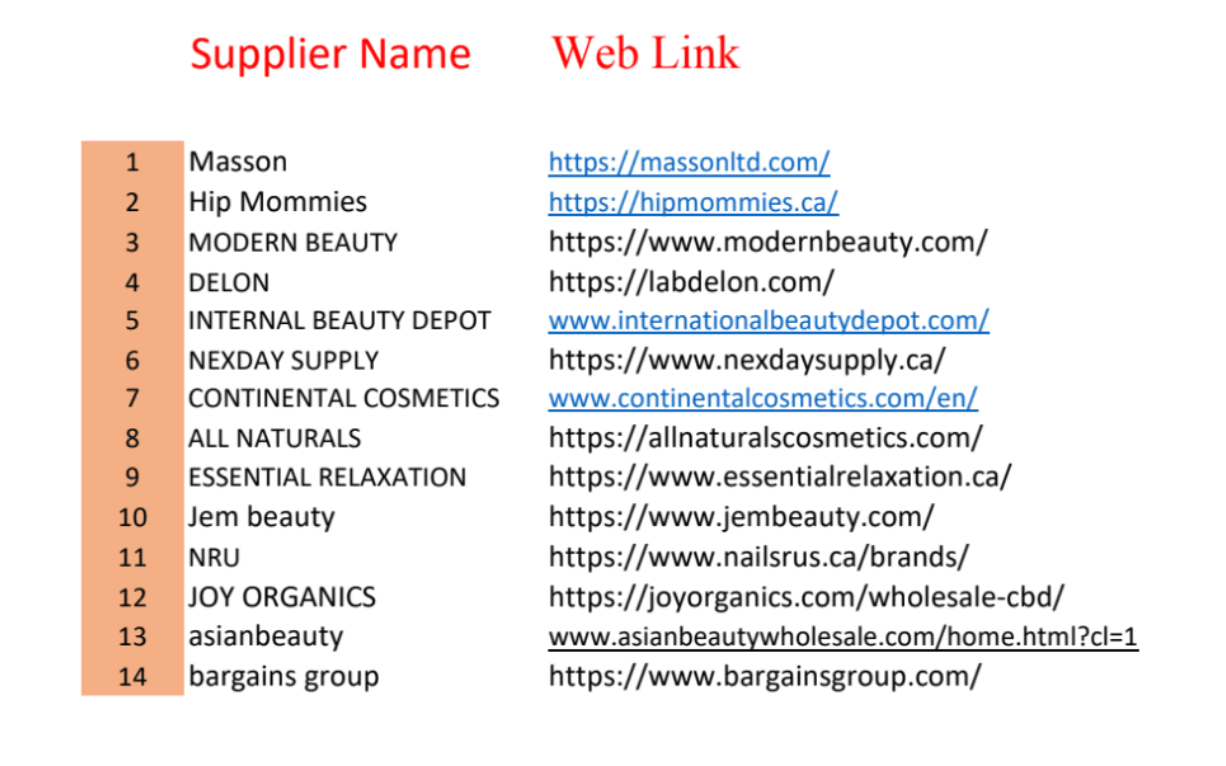 Supplier Name Web Link
1 Masson https://massonltd.com/
2 Hip Mommies https://hipmommies.ca/
3 MODERN BEAUTY https://www.modernbeauty.com/
4 DELON https://labdelon.com/
5 INTERNAL BEAUTY DEPOT www.internationalbeautydepot.com/
6 NEXDAY SUPPLY https://www.nexdaysupply.ca/
7 CONTINENTAL COSMETICS www.continentalcosmetics.com/en/
8 ALL NATURALS https://allnaturalscosmetics.com/
9 ESSENTIAL RELAXATION https://www.essentialrelaxation.ca/
10 Jem beauty https://www.jembeauty.com/
11 NRU https://www.nailsrus.ca/brands/
12 JOY ORGANICS https://joyorganics.com/wholesale-cbd/
13 asianbeauty www.asianbeautywholesale.com/home.html?cl=1
14 bargains group https://www.bargainsgroup.com/